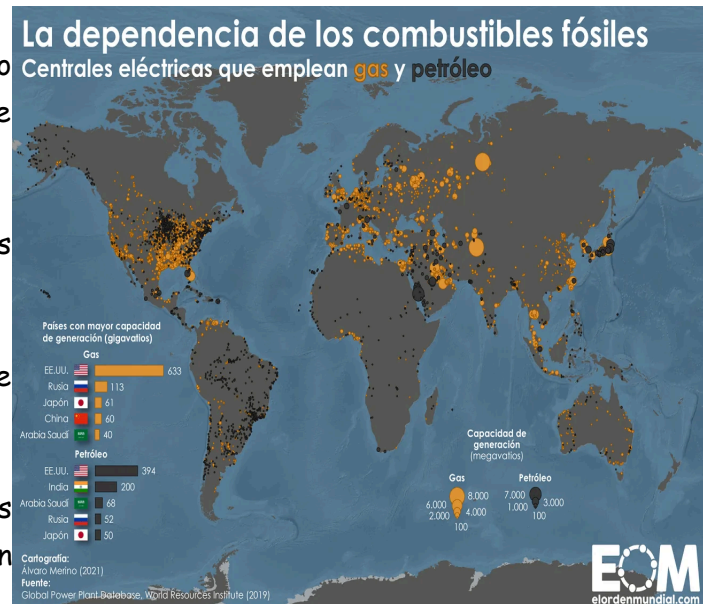 La dependencia de los combustibles fósiles
Centrales eléctricas que emplean gas y petróleo
o
e
s
e
s
n
Países con mayor capacidad
de generación (gigavatios)
Gas
EE.UU. 633
Rusia 113
Japón 61
China 60
Arabia Saudí 40
Petróleo
EE.UU. 394
India 200
Arabia Saudí 68
Rusia 52
Japón 50
Capacidad de
generación
(megavatios)
Gas
8.000
6.000
4.000
2.000
100
Petróleo
7.000
3.000
1.000
100
Cartografía:
Álvaro Merino (2021)
Fuente:
Global Power Plant Database, World Resources Institute (2019)
EOM
elordenmundial.com